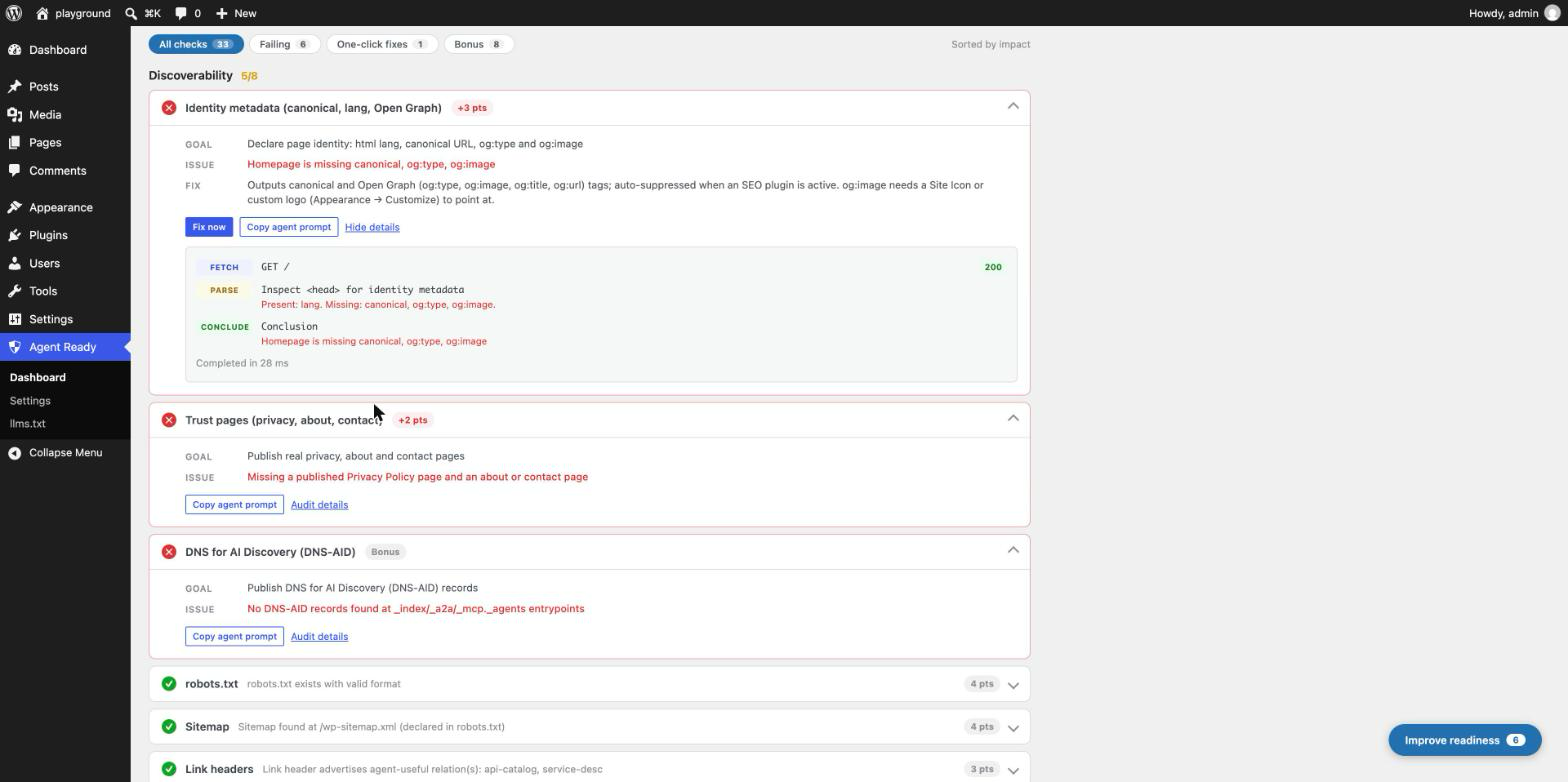 playground ⌘K 0 New Howdy, admin
Dashboard
Posts
Media
Pages
Comments
Appearance
Plugins
Users
Tools
Settings
Agent Ready
Dashboard
Settings
llms.txt
Collapse Menu
All checks 33 Failing 6 One-click fixes 1 Bonus 8 Sorted by impact
Discoverability 5/8
Identity metadata (canonical, lang, Open Graph) +3 pts
GOAL Declare page identity: html lang, canonical URL, og:type and og:image
ISSUE Homepage is missing canonical, og:type, og:image
FIX Outputs canonical and Open Graph (og:type, og:image, og:title, og:url) tags; auto-suppressed when an SEO plugin is active. og:image needs a Site Icon or
custom logo (Appearance → Customize) to point at.
Fix now Copy agent prompt Hide details
FETCH GET / 200
PARSE Inspect <head> for identity metadata
Present: lang. Missing: canonical, og:type, og:image.
CONCLUDE Conclusion
Homepage is missing canonical, og:type, og:image
Completed in 28 ms
Trust pages (privacy, about, contact) +2 pts
GOAL Publish real privacy, about and contact pages
ISSUE Missing a published Privacy Policy page and an about or contact page
Copy agent prompt Audit details
DNS for AI Discovery (DNS-AID) Bonus
GOAL Publish DNS for AI Discovery (DNS-AID) records
ISSUE No DNS-AID records found at _index/_a2a/_mcp._agents entrypoints
Copy agent prompt Audit details
robots.txt robots.txt exists with valid format 4 pts
Sitemap Sitemap found at /wp-sitemap.xml (declared in robots.txt) 4 pts
Link headers Link header advertises agent-useful relation(s): api-catalog, service-desc 3 pts
Improve readiness 6